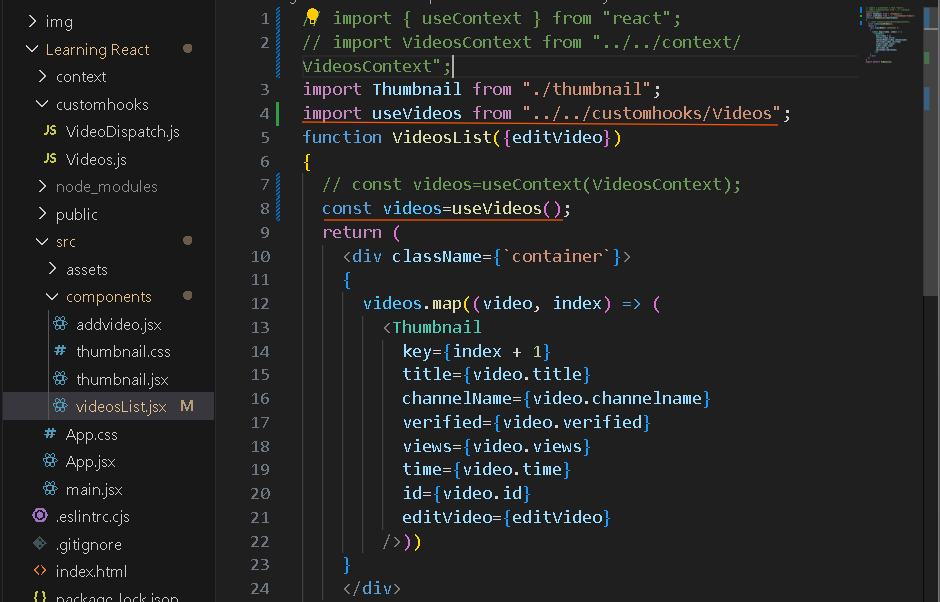 img
Learning React
context
customhooks
JS VideoDispatch.js
JS Videos.js
node_modules
public
src
assets
components
addvideo.jsx
# thumbnail.css
thumbnail.jsx
videosList.jsx M
# App.css
App.jsx
main.jsx
.eslintrc.cjs
.gitignore
<> index.html
{} package-lock.json
1 // import { useContext } from "react";
2 // import VideosContext from "../../context/
VideosContext";
3 import Thumbnail from "./thumbnail";
4 import useVideos from "../../customhooks/Videos";
5 function VideosList({editVideo})
6 {
7 // const videos=useContext(VideosContext);
8 const videos=useVideos();
9 return (
10 <div className={`container`}>
11 {
12 videos.map((video, index) => (
13 <Thumbnail
14 key={index + 1}
15 title={video.title}
16 channelName={video.channelname}
17 verified={video.verified}
18 views={video.views}
19 time={video.time}
20 id={video.id}
21 editVideo={editVideo}
22 />))
23 }
24 </div>